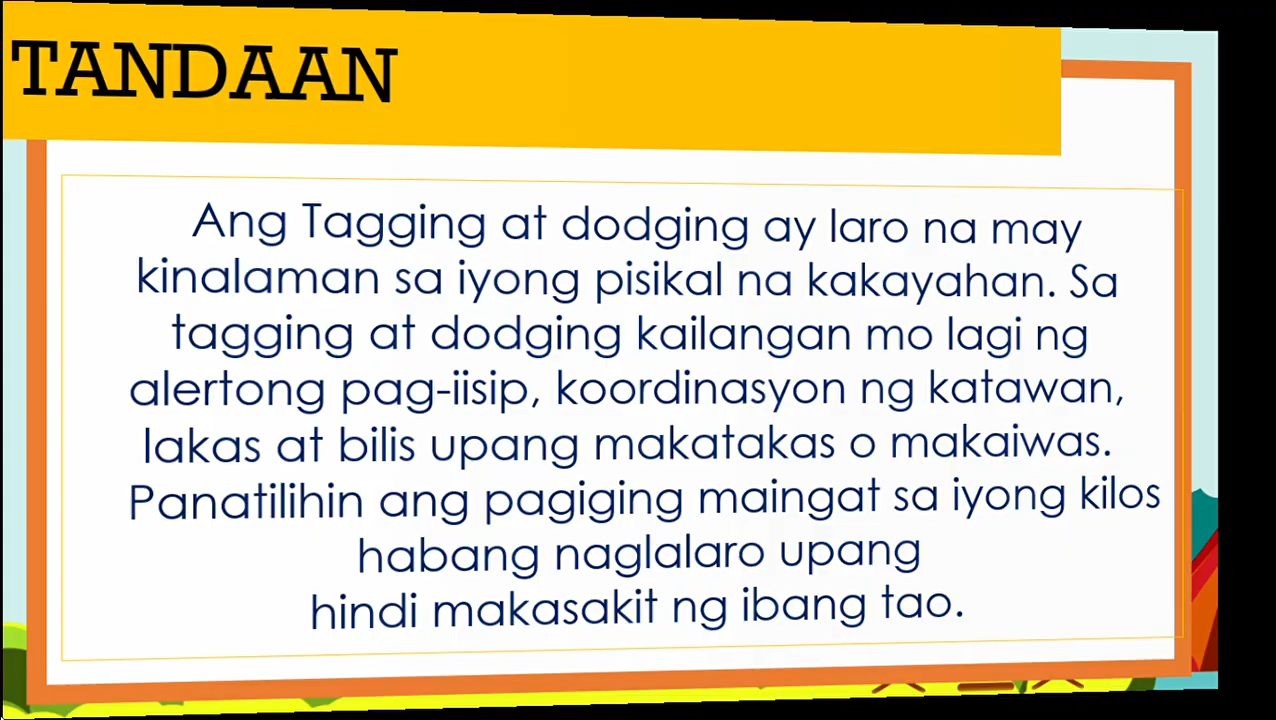 TANDAAN
Ang Tagging at dodging ay laro na may
kinalaman sa iyong pisikal na kakayahan. Sa
tagging at dodging kailangan mo lagi ng
alertong pag-iisip, koordinasyon ng katawan,
lakas at bilis upang makatakas o makaiwas.
Panatilihin ang pagiging maingat sa iyong kilos
habang naglalaro upang
hindi makasakit ng ibang tao.